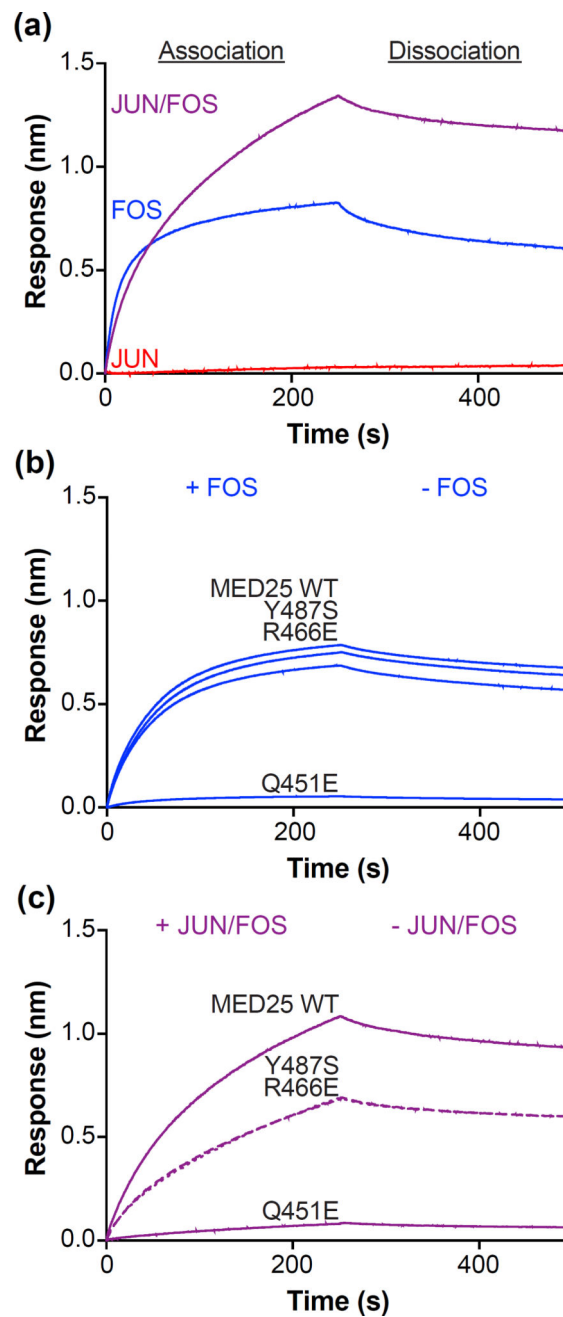 (a)
Association Dissociation
1.5
JUN/FOS
1.0
FOS
0.5
JUN
0.0
0 200 400
Response (nm)
Time (s)
(b)
+ FOS - FOS
1.5
MED25 WT
1.0
Y487S
R466E
0.5
Q451E
0.0
0 200 400
Response (nm)
Time (s)
(c)
+ JUN/FOS - JUN/FOS
1.5
MED25 WT
1.0
Y487S
R466E
0.5
Q451E
0.0
0 200 400
Response (nm)
Time (s)